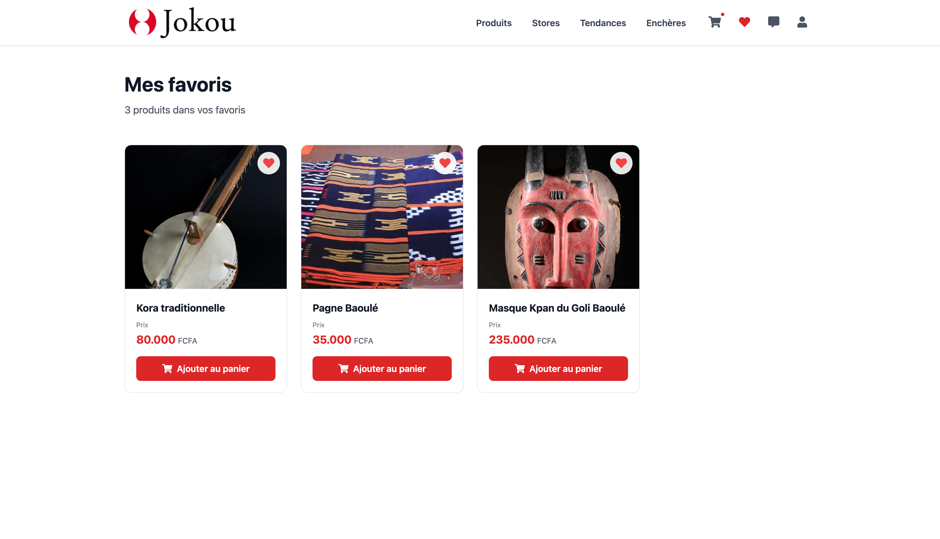 Jokou
Produits Stores Tendances Enchères
Mes favoris
3 produits dans vos favoris
Kora traditionnelle
Prix
80.000 FCFA
Ajouter au panier
Pagne Baoulé
Prix
35.000 FCFA
Ajouter au panier
Masque Kpan du Goli Baoulé
Prix
235.000 FCFA
Ajouter au panier